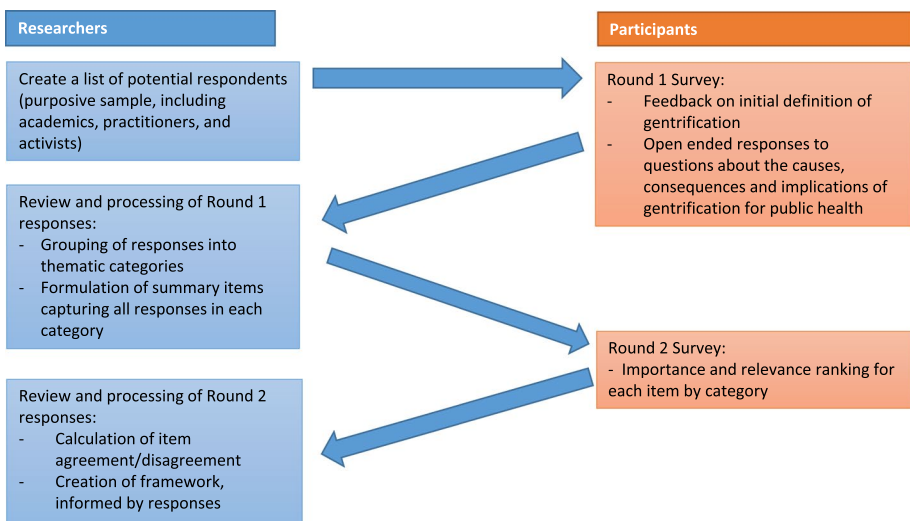 Researchers
Participants
Create a list of potential respondents
(purposive sample, including
academics, practitioners, and
activists)
Round 1 Survey:
- Feedback on initial definition of
gentrification
- Open ended responses to
questions about the causes,
consequences and implications of
gentrification for public health
Review and processing of Round 1
responses:
- Grouping of responses into
thematic categories
- Formulation of summary items
capturing all responses in each
category
Round 2 Survey:
- Importance and relevance ranking for
each item by category
Review and processing of Round 2
responses:
- Calculation of item
agreement/disagreement
- Creation of framework,
informed by responses